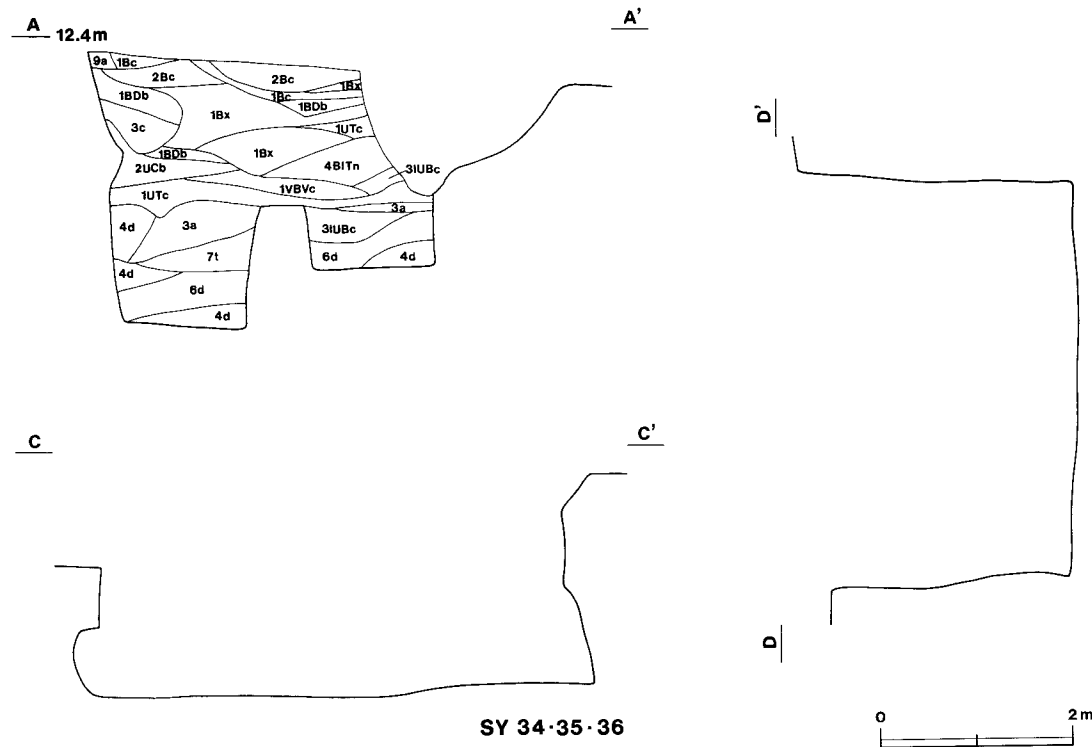 A 12.4m A'
9a 1Bc
2Bc 2Bc 1Bx
1BDb 1Bc 1BDb
1Bx
3c 1UTc
1BDb 1Bx
2UCb 4BITn 3IUBc
1UTc 1VBVc
3a
4d 3a 3IUBc
7t 6d 4d
4d
6d
4d
D'
C C'
D
SY 34·35·36
0 2m